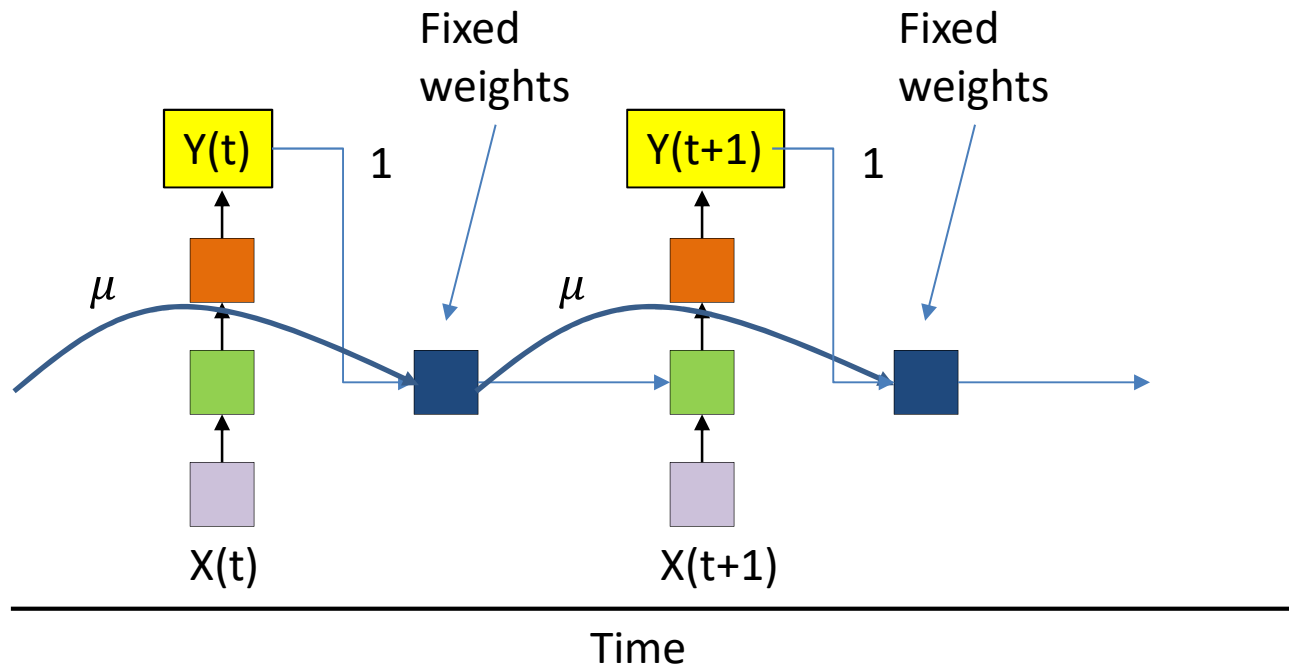 Fixed
weights
Fixed
weights
Y(t)
1
Y(t+1)
1
μ
μ
X(t)
X(t+1)
Time